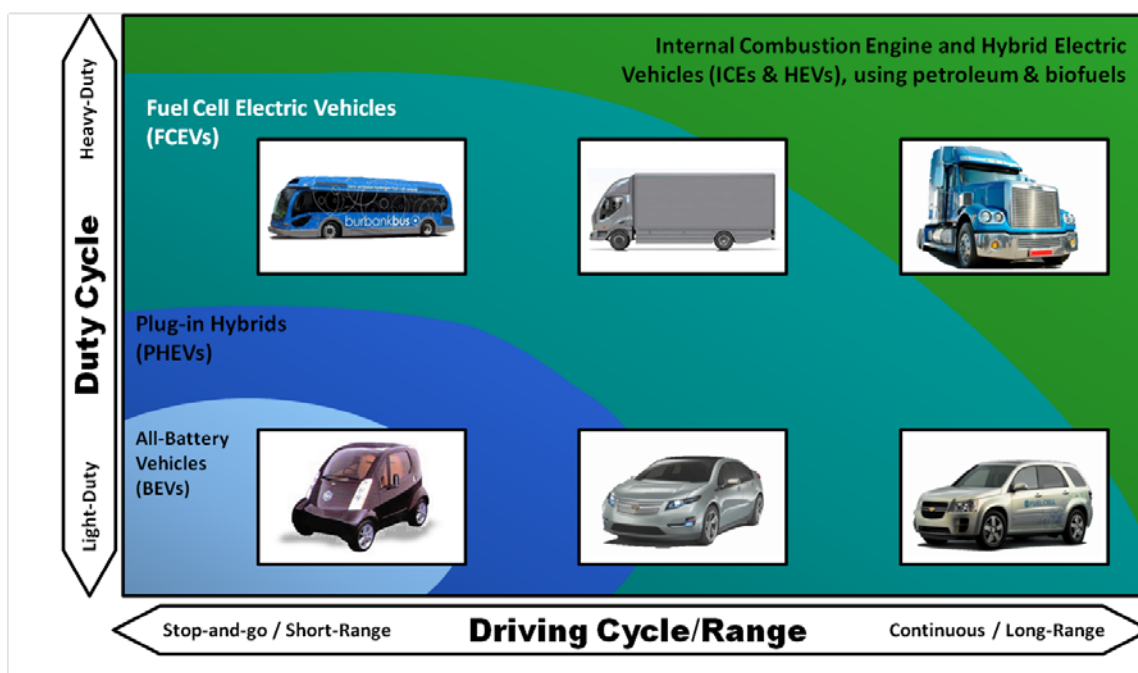 Internal Combustion Engine and Hybrid Electric
Vehicles (ICEs & HEVs), using petroleum & biofuels
Fuel Cell Electric Vehicles
(FCEVs)
burbankbus
Plug-in Hybrids
(PHEVs)
All-Battery
Vehicles
(BEVs)
FUEL CELL
Heavy-Duty
Duty Cycle
Light-Duty
Stop-and-go / Short-Range
Driving Cycle/Range
Continuous / Long-Range